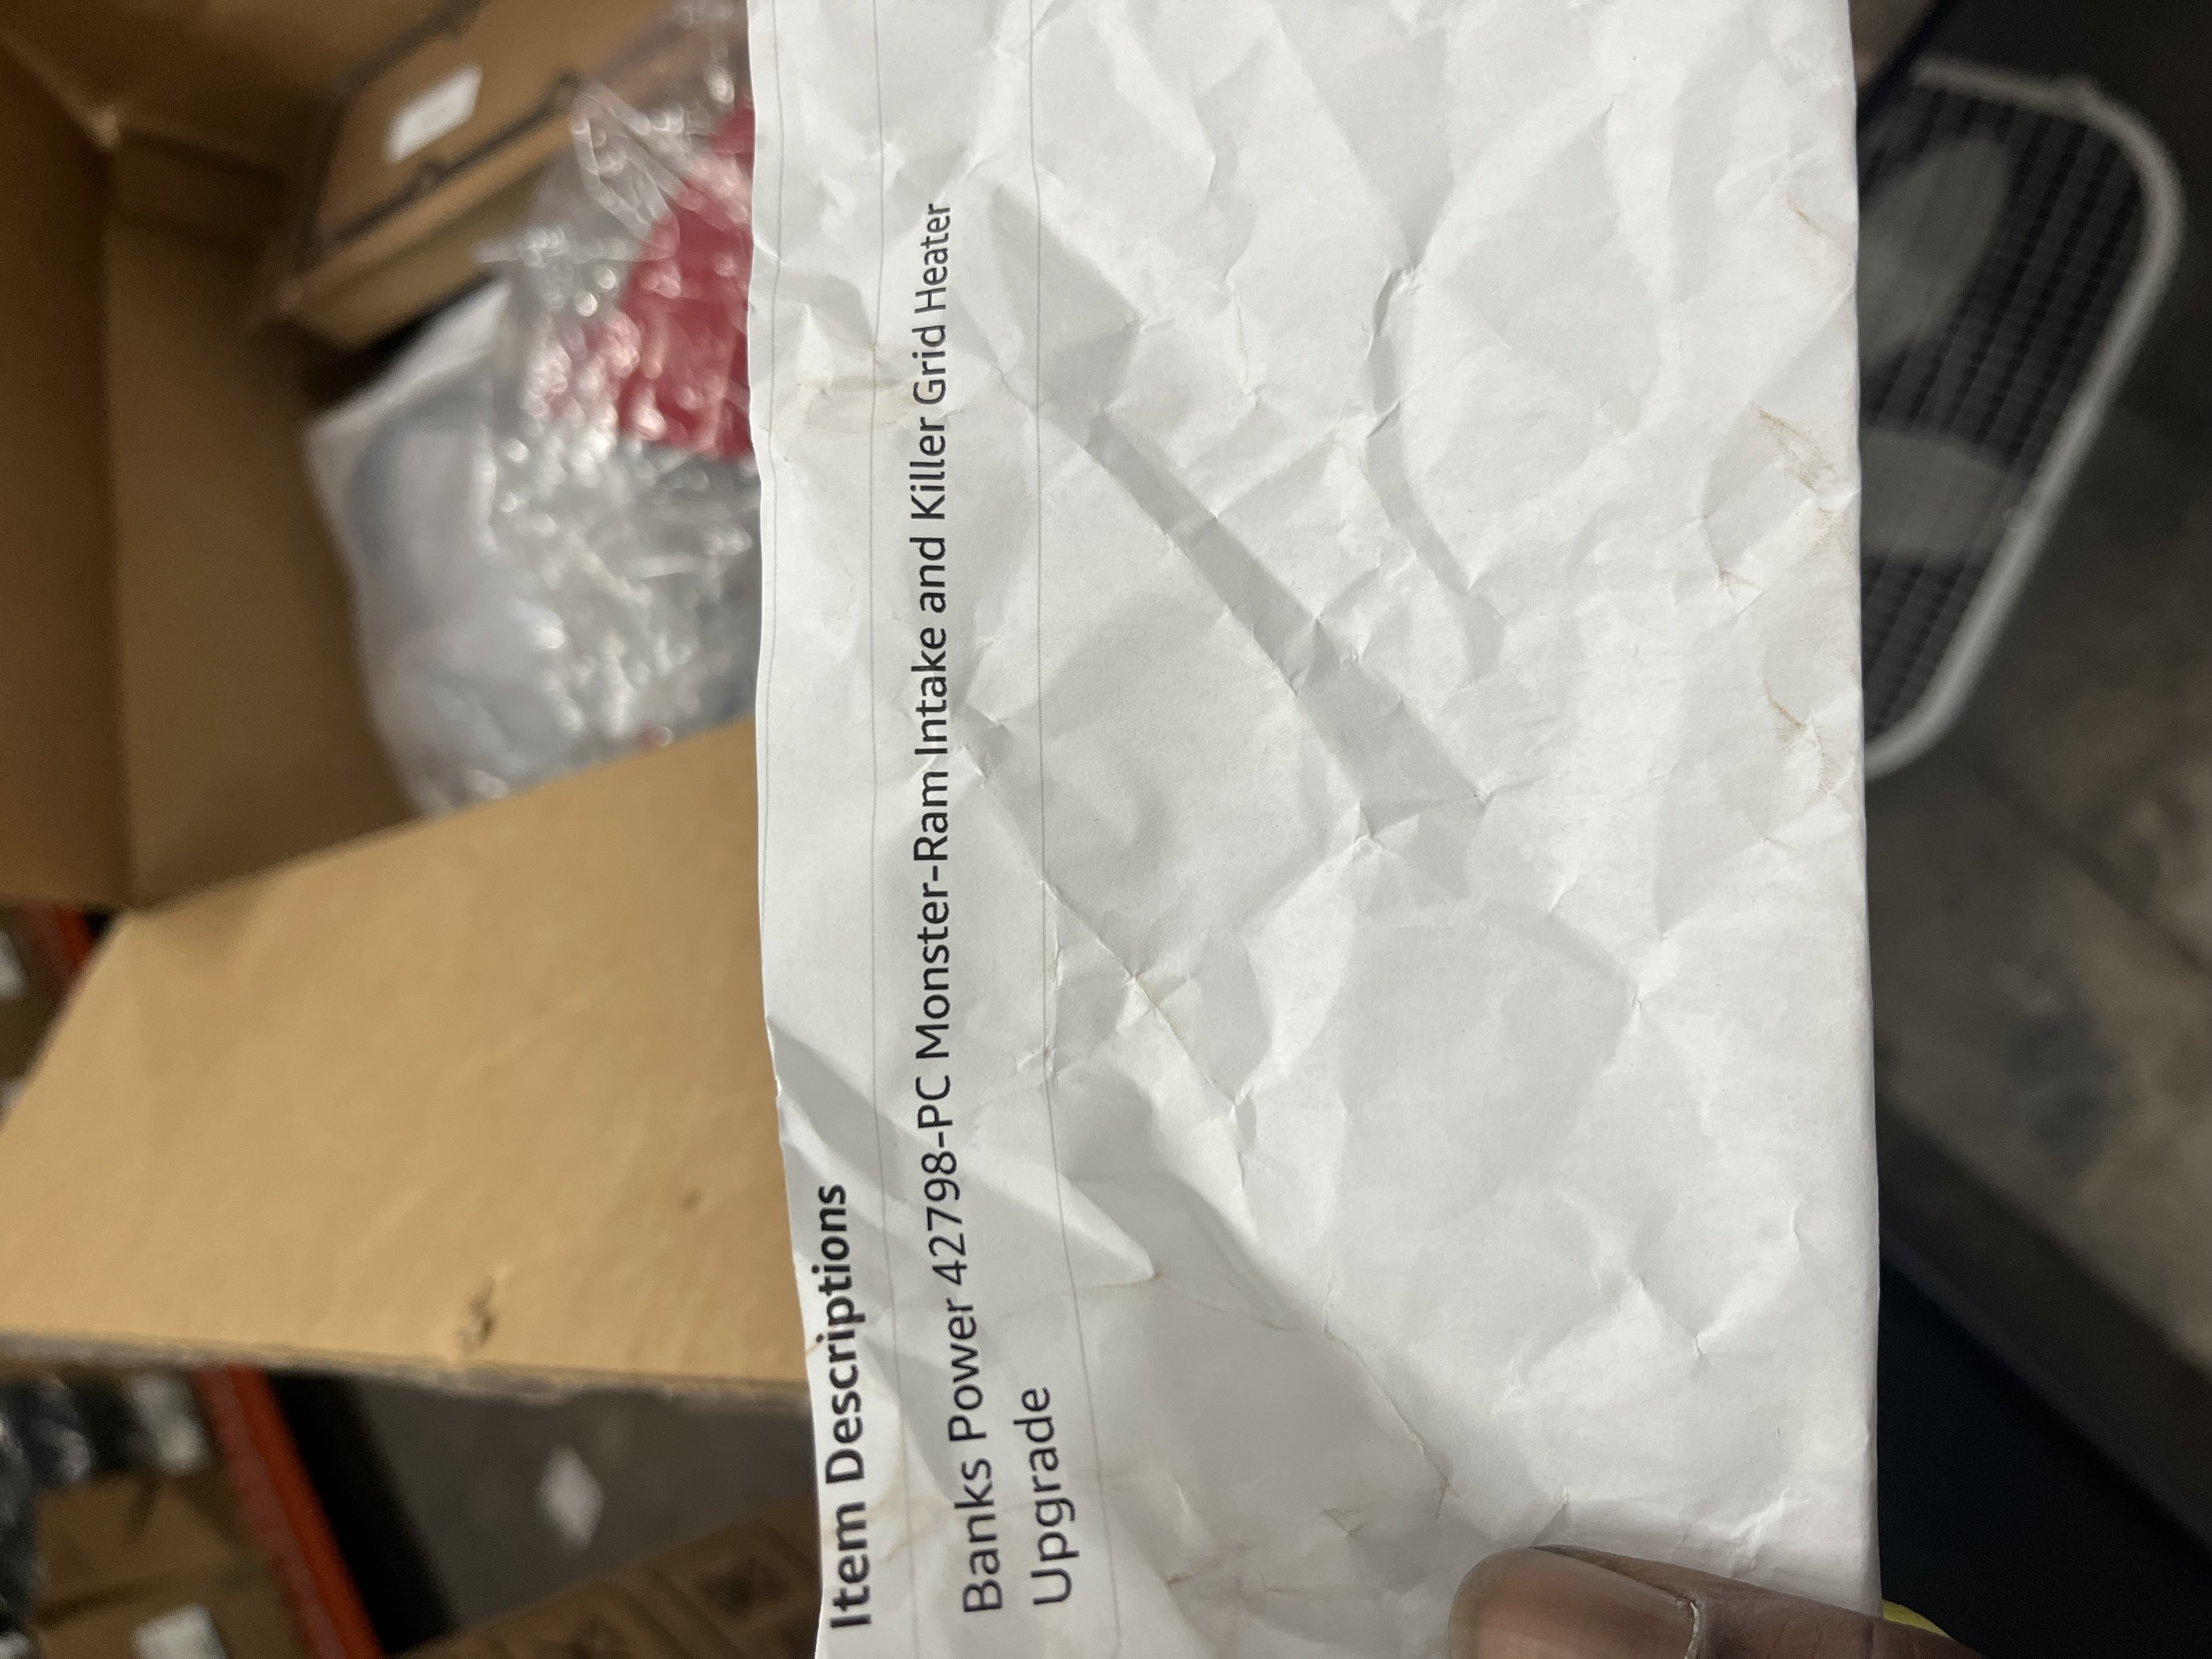 Item Descriptions
Banks Power 42798-PC Monster-Ram Intake and Killer Grid Heater
Upgrade